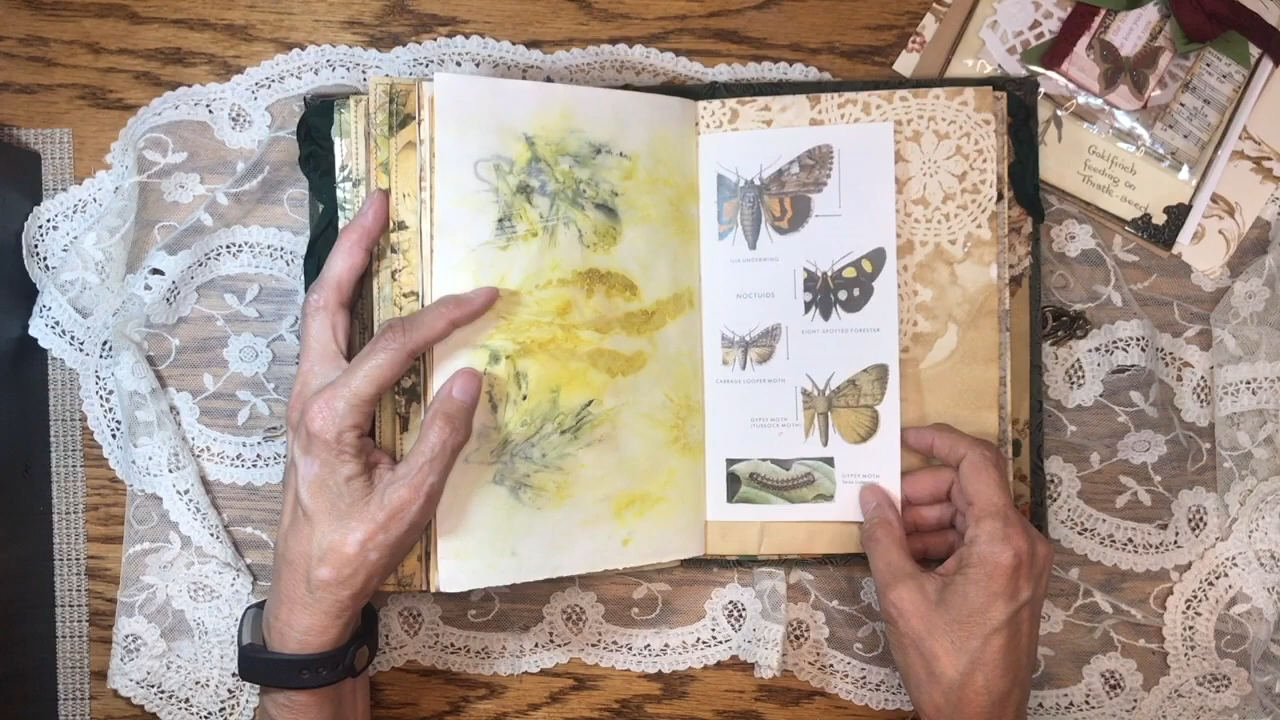 ILIA UNDERWING
NOCTUIDS
EIGHT-SPOTTED FORESTER
CABBAGE LOOPER MOTH
GYPSY MOTH
(TUSSOCK MOTH)
GYPSY MOTH
Goldfinch
feeding on
Thistle-seed